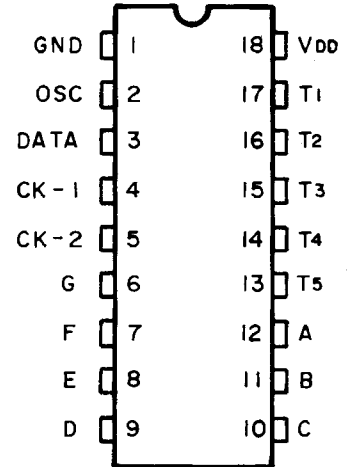 GND 1 18 VDD
OSC 2 17 T1
DATA 3 16 T2
CK-1 4 15 T3
CK-2 5 14 T4
G 6 13 T5
F 7 12 A
E 8 11 B
D 9 10 C